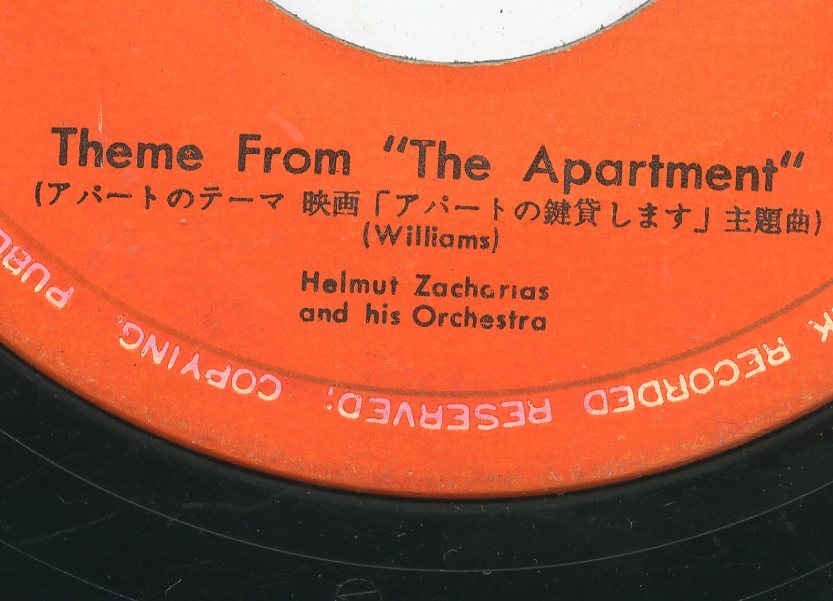 Theme From "The Apartment"
(アパートのテーマ 映画「アパートの鍵貸します」主題曲)
(Williams)
Helmut Zacharias
and his Orchestra
RECORDED RESERVED; COPYING, PUBL